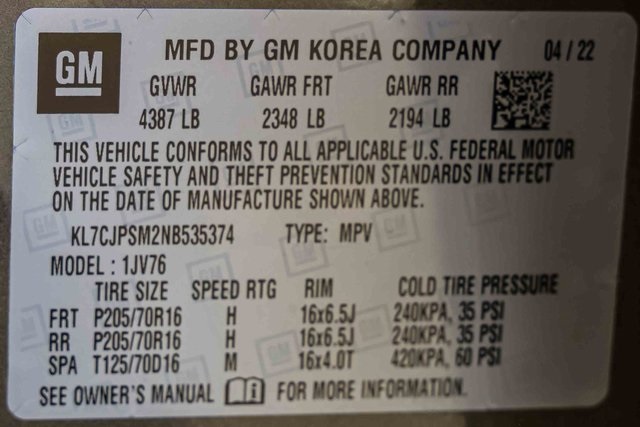 GM MFD BY GM KOREA COMPANY 04 / 22
GVWR GAWR FRT GAWR RR
4387 LB 2348 LB 2194 LB
THIS VEHICLE CONFORMS TO ALL APPLICABLE U.S. FEDERAL MOTOR
VEHICLE SAFETY AND THEFT PREVENTION STANDARDS IN EFFECT
ON THE DATE OF MANUFACTURE SHOWN ABOVE.
KL7CJPSM2NB535374 TYPE: MPV
MODEL : 1JV76
TIRE SIZE SPEED RTG RIM COLD TIRE PRESSURE
FRT P205/70R16 H 16x6.5J 240KPA, 35 PSI
RR P205/70R16 H 16x6.5J 240KPA, 35 PSI
SPA T125/70D16 M 16x4.0T 420KPA, 60 PSI
SEE OWNER'S MANUAL FOR MORE INFORMATION.